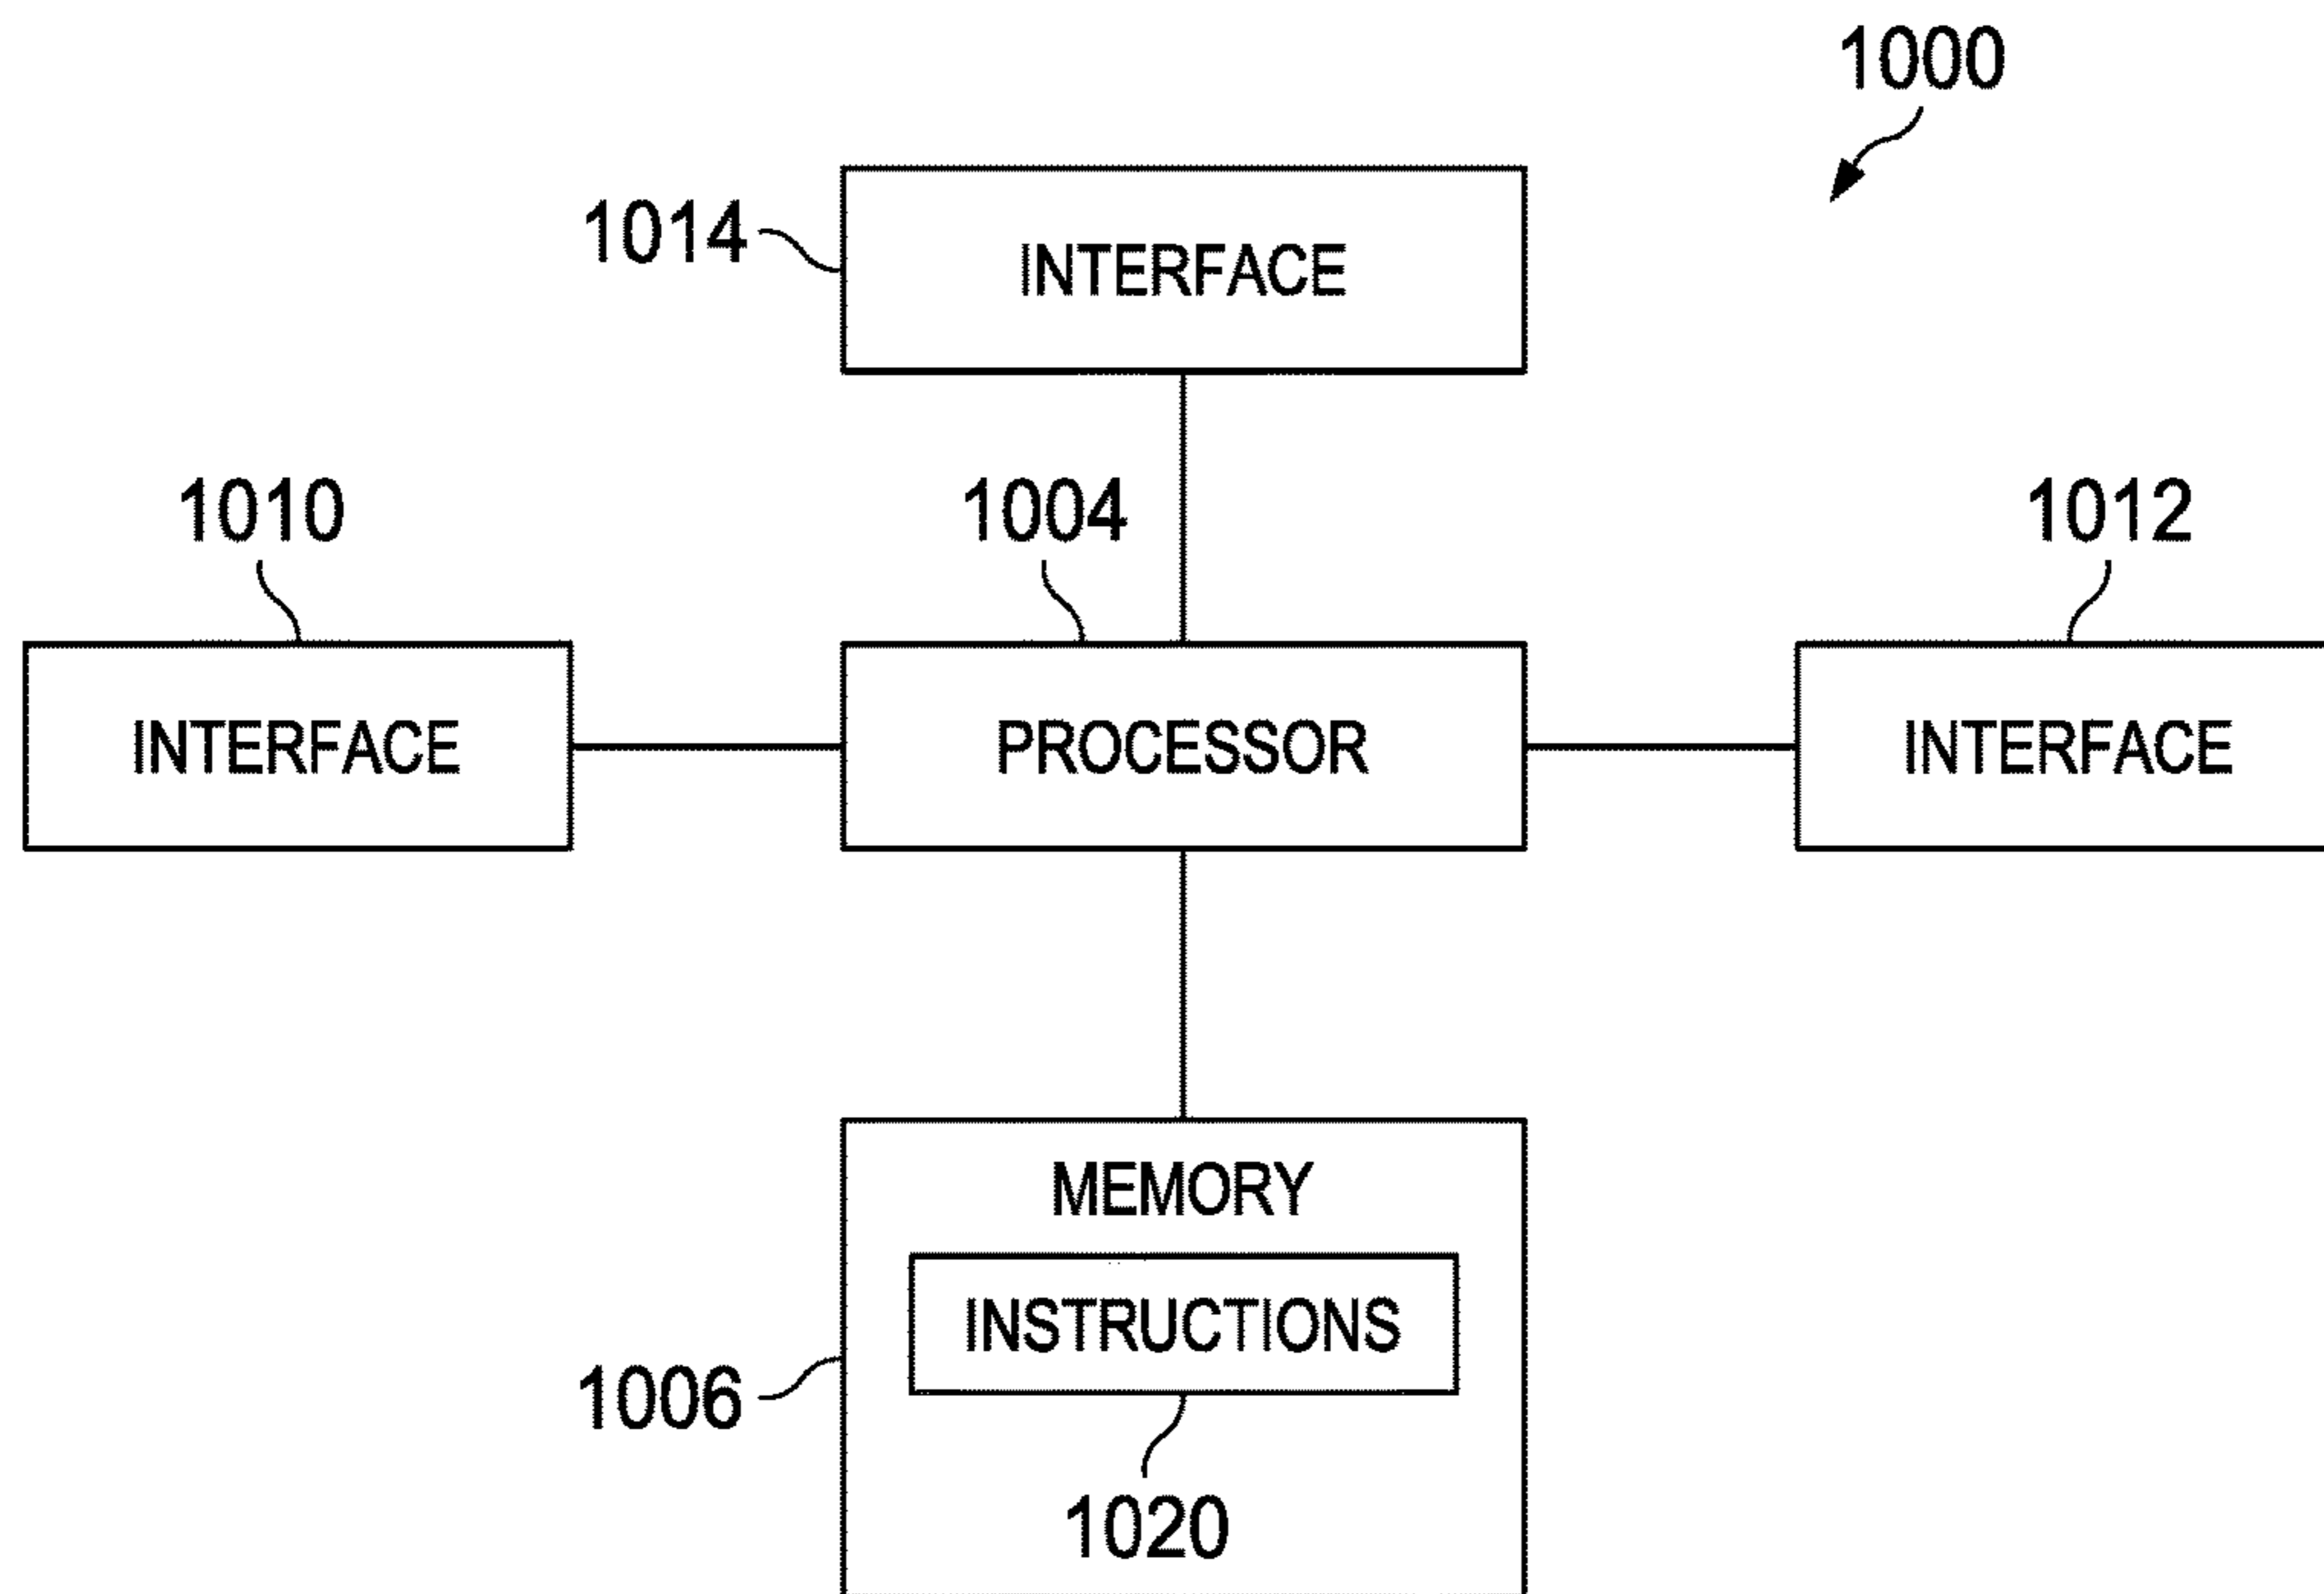 1000
1014
INTERFACE
1010
1004
1012
INTERFACE
PROCESSOR
INTERFACE
MEMORY
INSTRUCTIONS
1006
1020